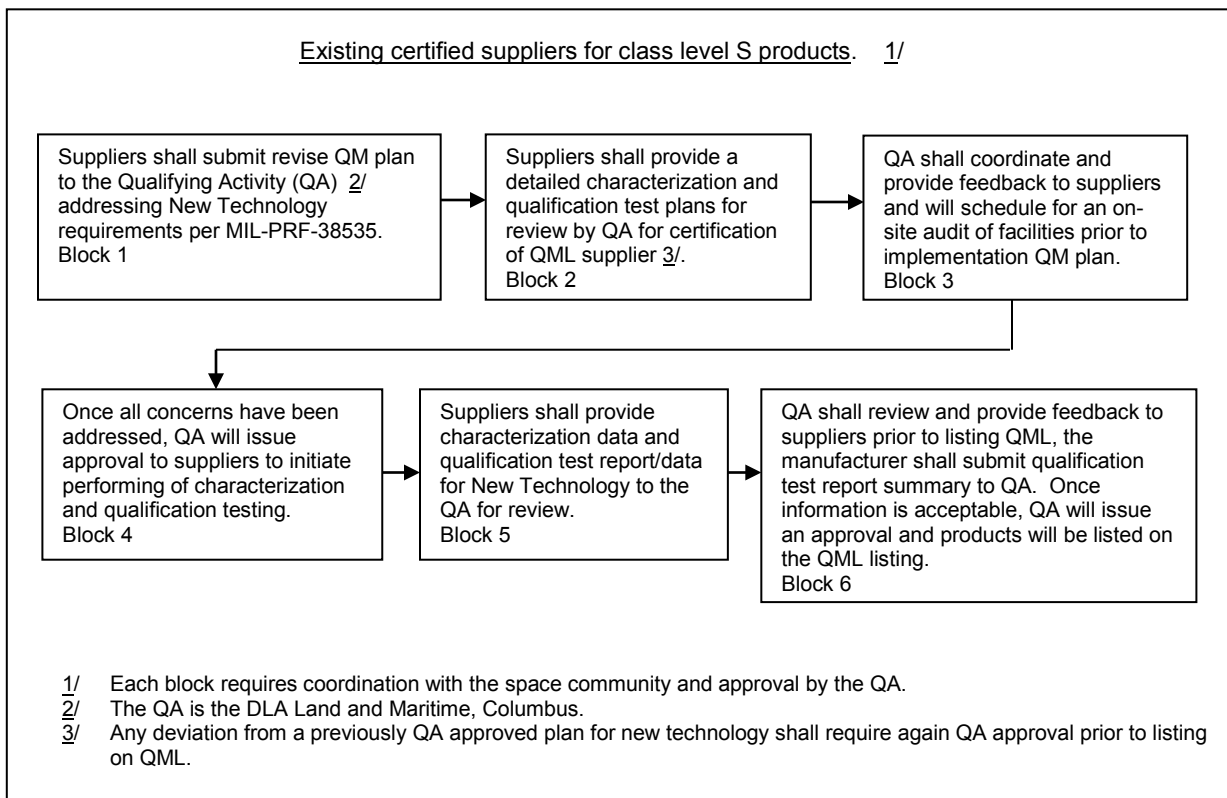 Existing certified suppliers for class level S products. 1/
Suppliers shall submit revise QM plan
to the Qualifying Activity (QA) 2/
addressing New Technology
requirements per MIL-PRF-38535.
Block 1
Suppliers shall provide a
detailed characterization and
qualification test plans for
review by QA for certification
of QML supplier 3/.
Block 2
QA shall coordinate and
provide feedback to suppliers
and will schedule for an on-
site audit of facilities prior to
implementation QM plan.
Block 3
Once all concerns have been
addressed, QA will issue
approval to suppliers to initiate
performing of characterization
and qualification testing.
Block 4
Suppliers shall provide
characterization data and
qualification test report/data
for New Technology to the
QA for review.
Block 5
QA shall review and provide feedback to
suppliers prior to listing QML, the
manufacturer shall submit qualification
test report summary to QA. Once
information is acceptable, QA will issue
an approval and products will be listed on
the QML listing.
Block 6
1/ Each block requires coordination with the space community and approval by the QA.
2/ The QA is the DLA Land and Maritime, Columbus.
3/ Any deviation from a previously QA approved plan for new technology shall require again QA approval prior to listing
on QML.